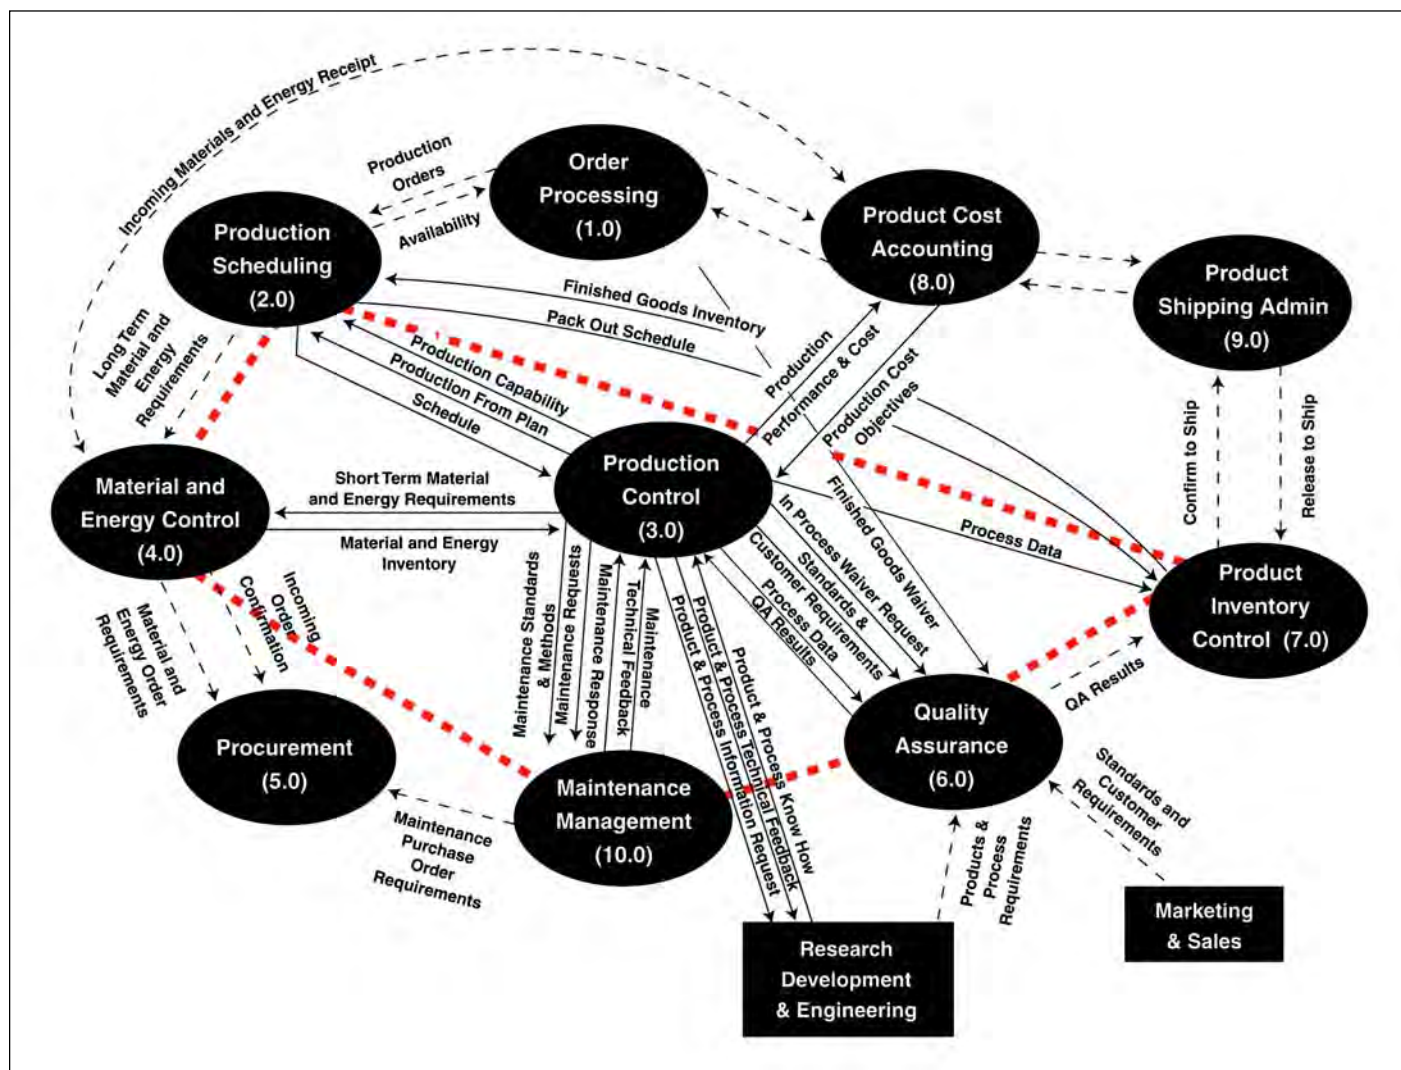 Incoming Materials and Energy Receipt
Production
Orders
Availability
Order
Processing
(1.0)
Product Cost
Accounting
(8.0)
Production
Scheduling
(2.0)
Product
Shipping Admin
(9.0)
Finished Goods Inventory
Pack Out Schedule
Long Term
Material and
Energy
Requirements
Production Capability
Production From Plan
Schedule
Production
Performance & Cost
Production Cost
Objectives
Confirm to Ship
Release to Ship
Material and
Energy Control
(4.0)
Short Term Material
and Energy Requirements
Material and Energy
Inventory
Production
Control
(3.0)
Process Data
Finished Goods Waiver
In Process Waiver Request
Standards &
Customer Requirements
Process Data
QA Results
Product
Inventory
Control (7.0)
Material and
Energy Order
Requirements
Incoming
Order
Confirmation
Maintenance Standards
& Methods
Maintenance Requests
Maintenance Response
Maintenance
Technical Feedback
Product & Process Know How
Product & Process Technical Feedback
Product & Process Information Request
QA Results
Quality
Assurance
(6.0)
Procurement
(5.0)
Maintenance
Management
(10.0)
Maintenance
Purchase
Order
Requirements
Products &
Process
Requirements
Standards and
Customer
Requirements
Marketing
& Sales
Research
Development
& Engineering